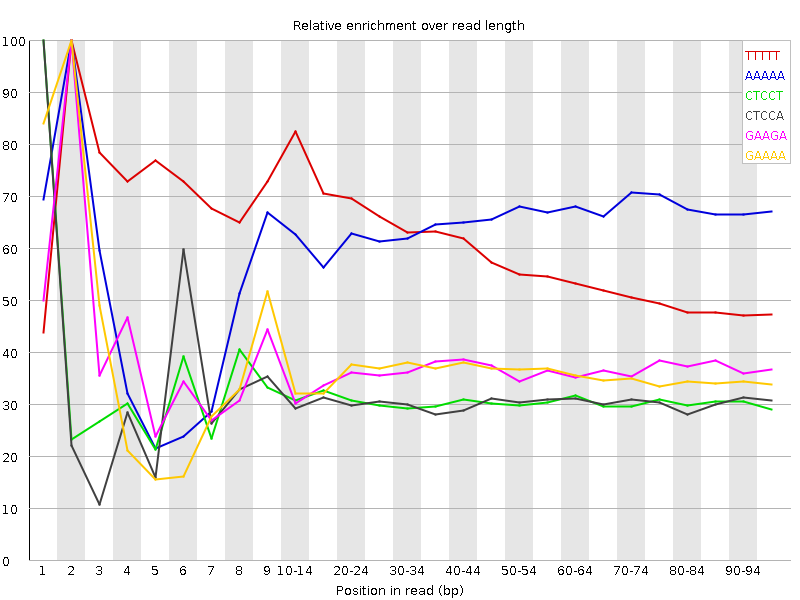 Relative enrichment over read length
100
90
80
70
60
50
40
30
20
10
0
TTTTT
AAAAA
CTCCT
CTCCA
GAAGA
GAAAA
1 2 3 4 5 6 7 8 9 10-14 20-24 30-34 40-44 50-54 60-64 70-74 80-84 90-94
Position in read (bp)